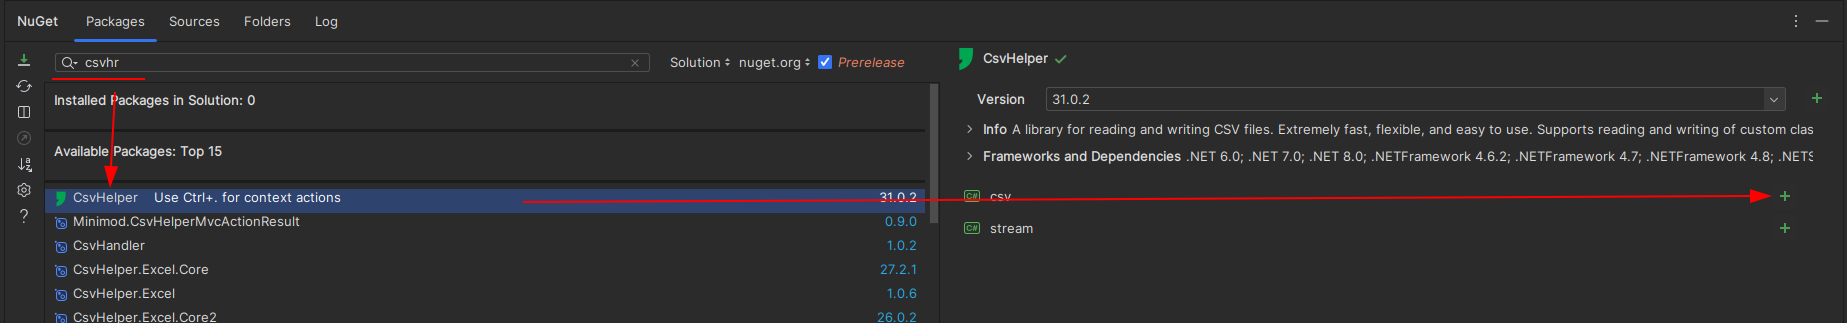 NuGet Packages Sources Folders Log
csvhr Solution nuget.org Prerelease
Installed Packages in Solution: 0
Available Packages: Top 15
CsvHelper Use Ctrl+. for context actions 31.0.2
Minimod.CsvHelperMvcActionResult 0.9.0
CsvHandler 1.0.2
CsvHelper.Excel.Core 27.2.1
CsvHelper.Excel 1.0.6
CsvHelper.Excel.Core2 26.0.2
CsvHelper
Version 31.0.2
Info A library for reading and writing CSV files. Extremely fast, flexible, and easy to use. Supports reading and writing of custom clas
Frameworks and Dependencies .NET 6.0; .NET 7.0; .NET 8.0; .NETFramework 4.6.2; .NETFramework 4.7; .NETFramework 4.8; .NETS
C# csv
C# stream